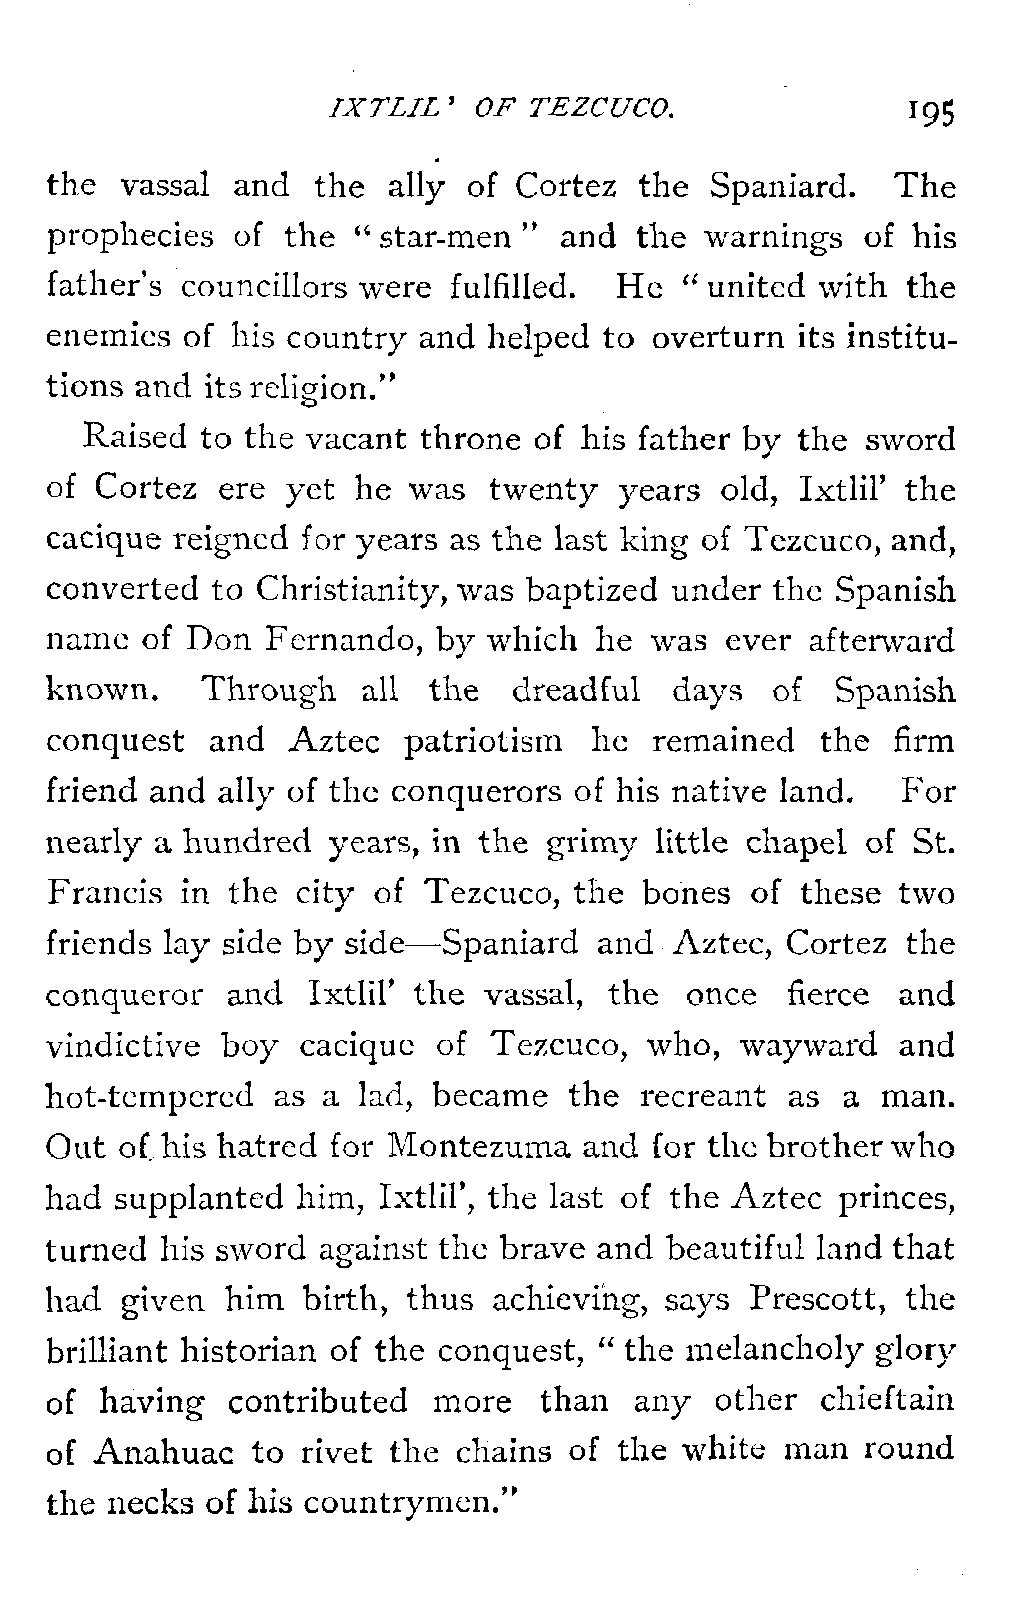 IXTLIL' OF TEZCUCO. 195
the vassal and the ally of Cortez the Spaniard. The
prophecies of the " star-men " and the warnings of his
father's councillors were fulfilled. He " united with the
enemies of his country and helped to overturn its institu-
tions and its religion."
Raised to the vacant throne of his father by the sword
of Cortez ere yet he was twenty years old, Ixtlil' the
cacique reigned for years as the last king of Tezcuco, and,
converted to Christianity, was baptized under the Spanish
name of Don Fernando, by which he was ever afterward
known. Through all the dreadful days of Spanish
conquest and Aztec patriotism he remained the firm
friend and ally of the conquerors of his native land. For
nearly a hundred years, in the grimy little chapel of St.
Francis in the city of Tezcuco, the bones of these two
friends lay side by side—Spaniard and Aztec, Cortez the
conqueror and Ixtlil' the vassal, the once fierce and
vindictive boy cacique of Tezcuco, who, wayward and
hot-tempered as a lad, became the recreant as a man.
Out of his hatred for Montezuma and for the brother who
had supplanted him, Ixtlil', the last of the Aztec princes,
turned his sword against the brave and beautiful land that
had given him birth, thus achieving, says Prescott, the
brilliant historian of the conquest, " the melancholy glory
of having contributed more than any other chieftain
of Anahuac to rivet the chains of the white man round
the necks of his countrymen."